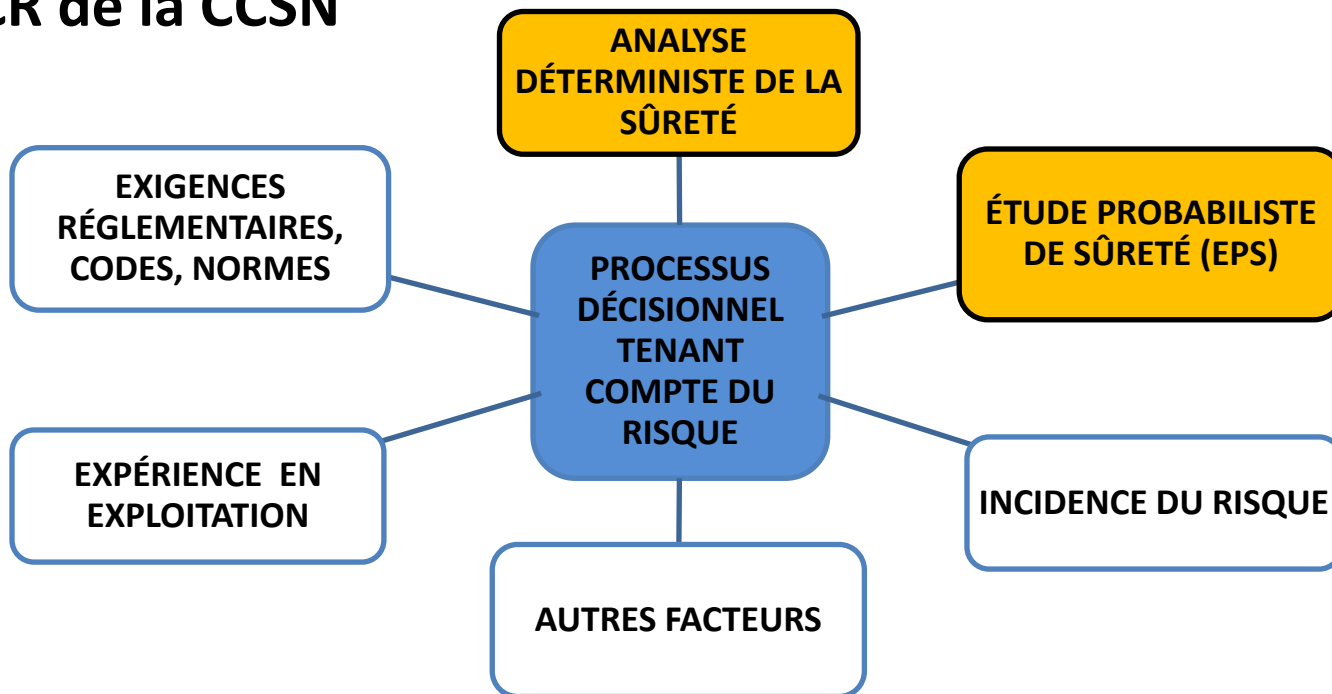 CR de la CCSN
ANALYSE
DÉTERMINISTE DE LA
SÛRETÉ
EXIGENCES
RÉGLEMENTAIRES,
CODES, NORMES
ÉTUDE PROBABILISTE
DE SÛRETÉ (EPS)
PROCESSUS
DÉCISIONNEL
TENANT
COMPTE DU
RISQUE
EXPÉRIENCE EN
EXPLOITATION
INCIDENCE DU RISQUE
AUTRES FACTEURS